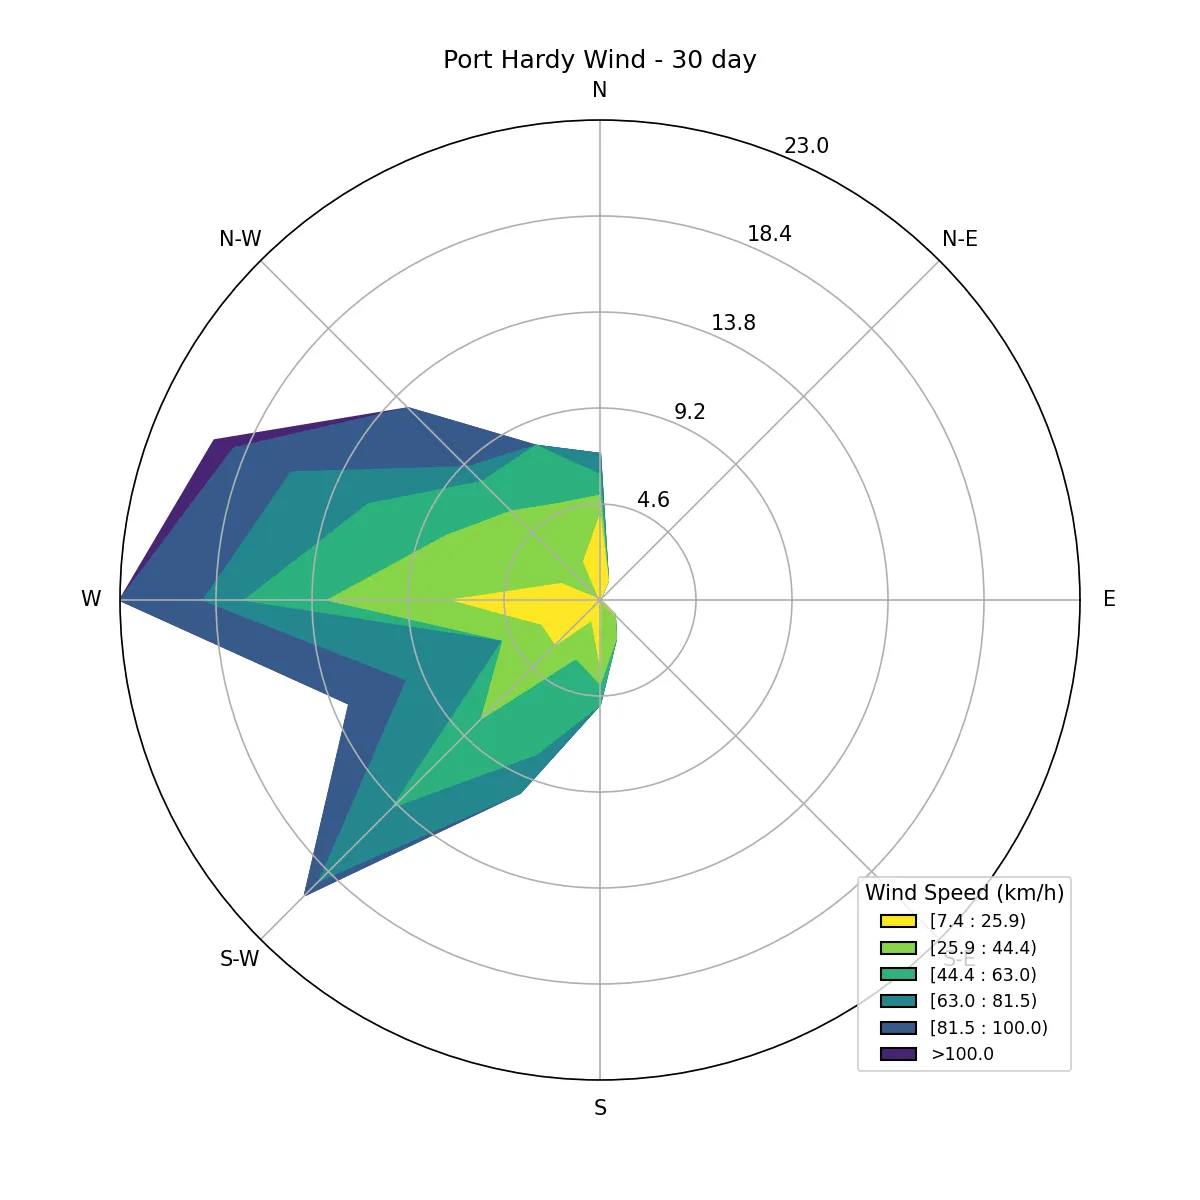 Port Hardy Wind - 30 day
N
23.0
N-W
N-E
18.4
13.8
9.2
4.6
W
E
S-W
S-E
S
Wind Speed (km/h)
[7.4 : 25.9)
[25.9 : 44.4)
[44.4 : 63.0)
[63.0 : 81.5)
[81.5 : 100.0)
>100.0